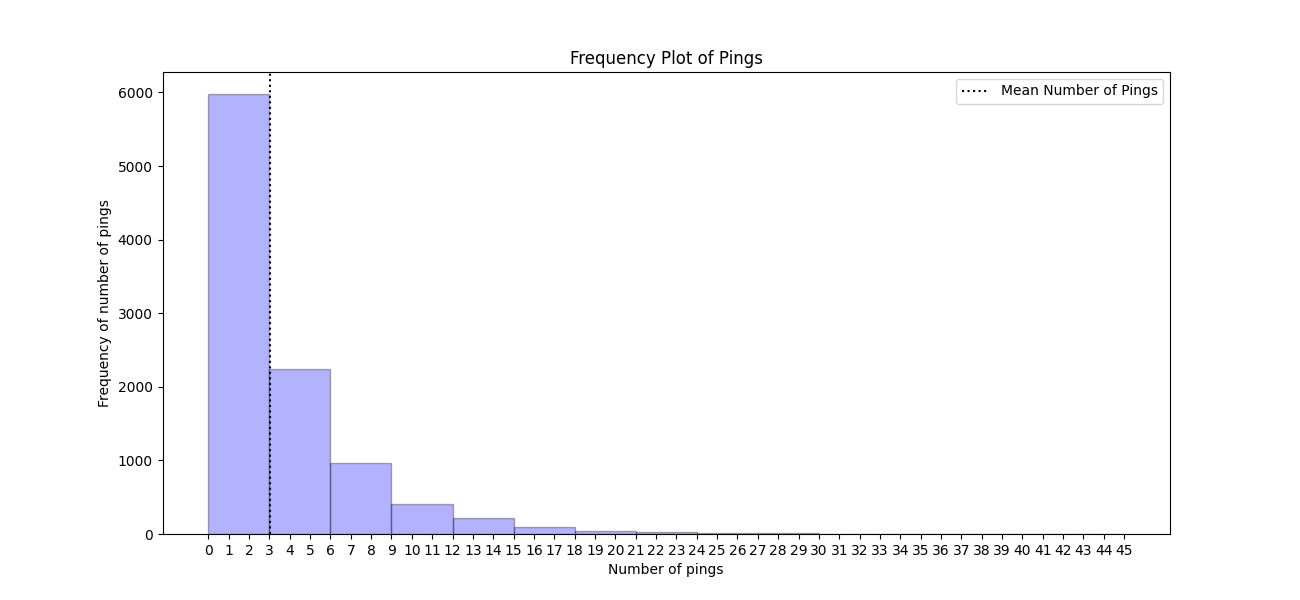 Frequency Plot of Pings
Mean Number of Pings
6000
5000
4000
3000
2000
1000
0
Frequency of number of pings
0 1 2 3 4 5 6 7 8 9 10 11 12 13 14 15 16 17 18 19 20 21 22 23 24 25 26 27 28 29 30 31 32 33 34 35 36 37 38 39 40 41 42 43 44 45
Number of pings